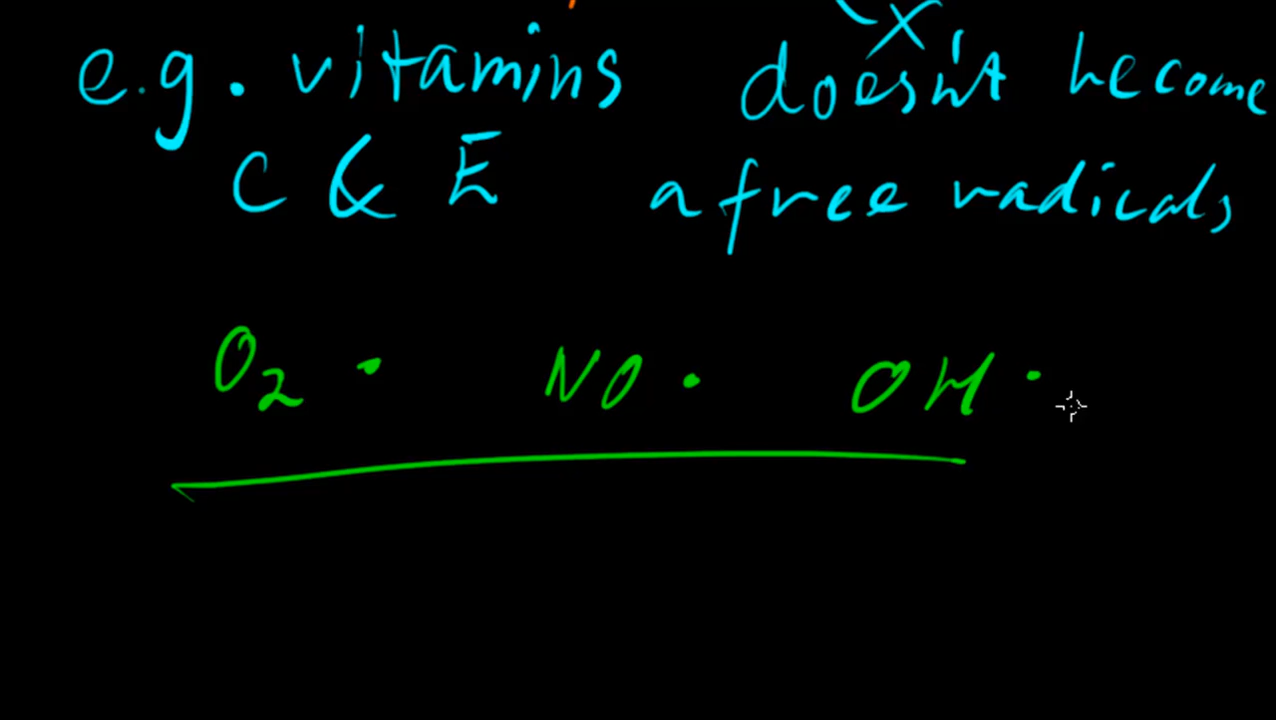 e.g. vitamins doesn't become
C & E a free radicals
O₂· NO· OH·